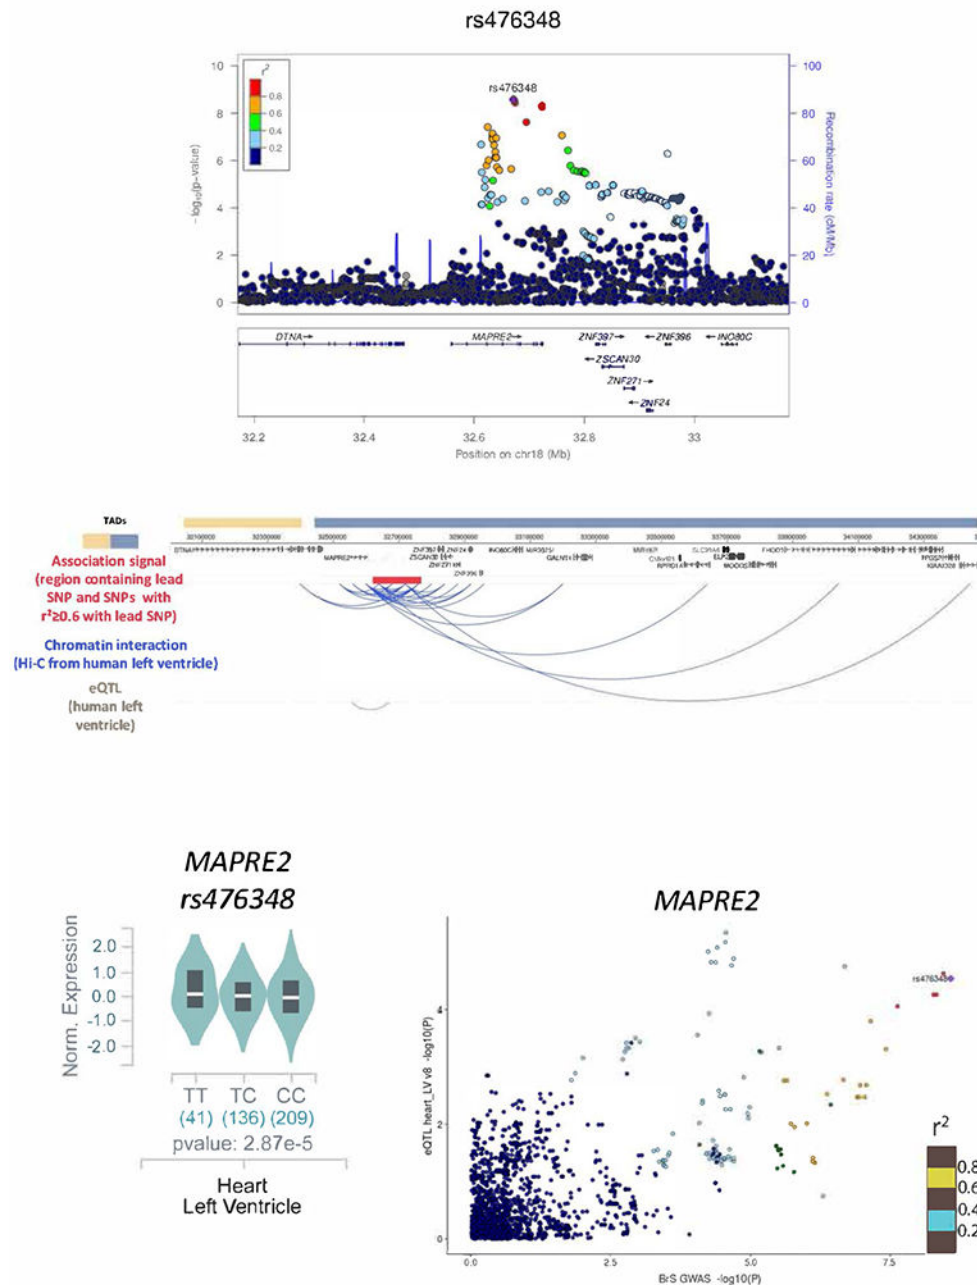 rs476348
r²
0.8
0.6
0.4
0.2
rs476348
10
8
6
4
2
0
- log₁₀(p-value)
100
80
60
40
20
0
Recombination rate (cM/Mb)
DTNA→
MAPRE2→
ZNF397→
←ZNF396
←INO80C
←ZSCAN30
ZNF271→
←ZNF24
32.2 32.4 32.6 32.8 33
Position on chr18 (Mb)
TADs
Association signal
(region containing lead
SNP and SNPs with
r²≥0.6 with lead SNP)
Chromatin interaction
(Hi-C from human left ventricle)
eQTL
(human left
ventricle)
MAPRE2
ZSCAN30
MAPRE2
rs476348
Norm. Expression
2.0
1.0
0.0
-1.0
-2.0
TT TC CC
(41) (136) (209)
pvalue: 2.87e-5
Heart
Left Ventricle
MAPRE2
rs476348
eQTL heart_LV v8 -log10(P)
4
2
0
0.0 2.5 5.0 7.5
BrS GWAS -log10(P)
r²
0.8
0.6
0.4
0.2